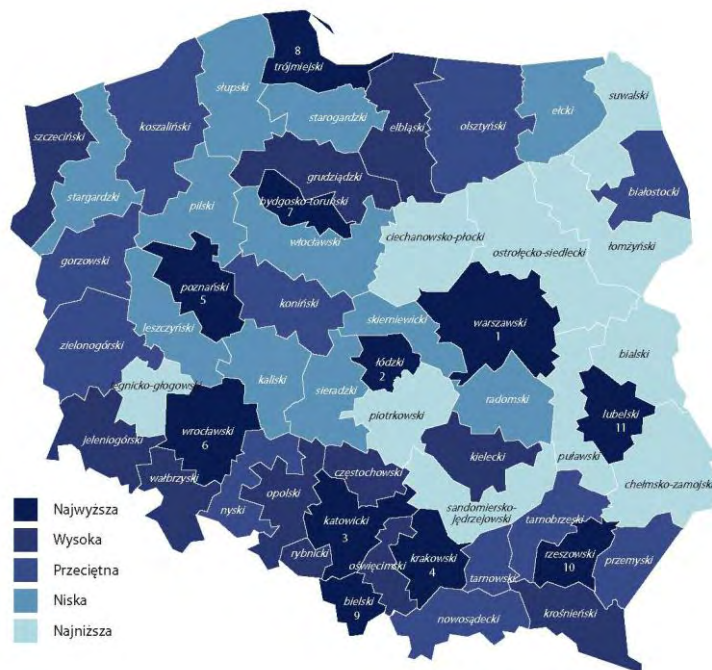 8
trójmiejski
słupski
suwalski
ełcki
starogardzki
koszaliński
szczeciński
elbląski
olsztyński
grudziądzki
stargardzki
białostocki
pilski
bydgosko-toruński
7
włocławski
ciechanowsko-płocki
ostrołęcko-siedlecki
łomżyński
gorzowski
poznański
5
koniński
skierniewicki
warszawski
1
leszczyński
zielonogórski
łódzki
2
bialski
egnicko-głogowski
kaliski
sieradzki
piotrkowski
radomski
lubelski
11
wrocławski
6
jeleniogórski
kielecki
puławski
wałbrzyski
częstochowski
chełmsko-zamojski
opolski
nyski
sandomiersko-
jędrzejowski
katowicki
3
tarnobrzeski
rybnicki
oświęcimski
krakowski
4
rzeszowski
10
przemyski
tarnowski
bielski
9
nowosądecki
krośnieński
Najwyższa
Wysoka
Przeciętna
Niska
Najniższa